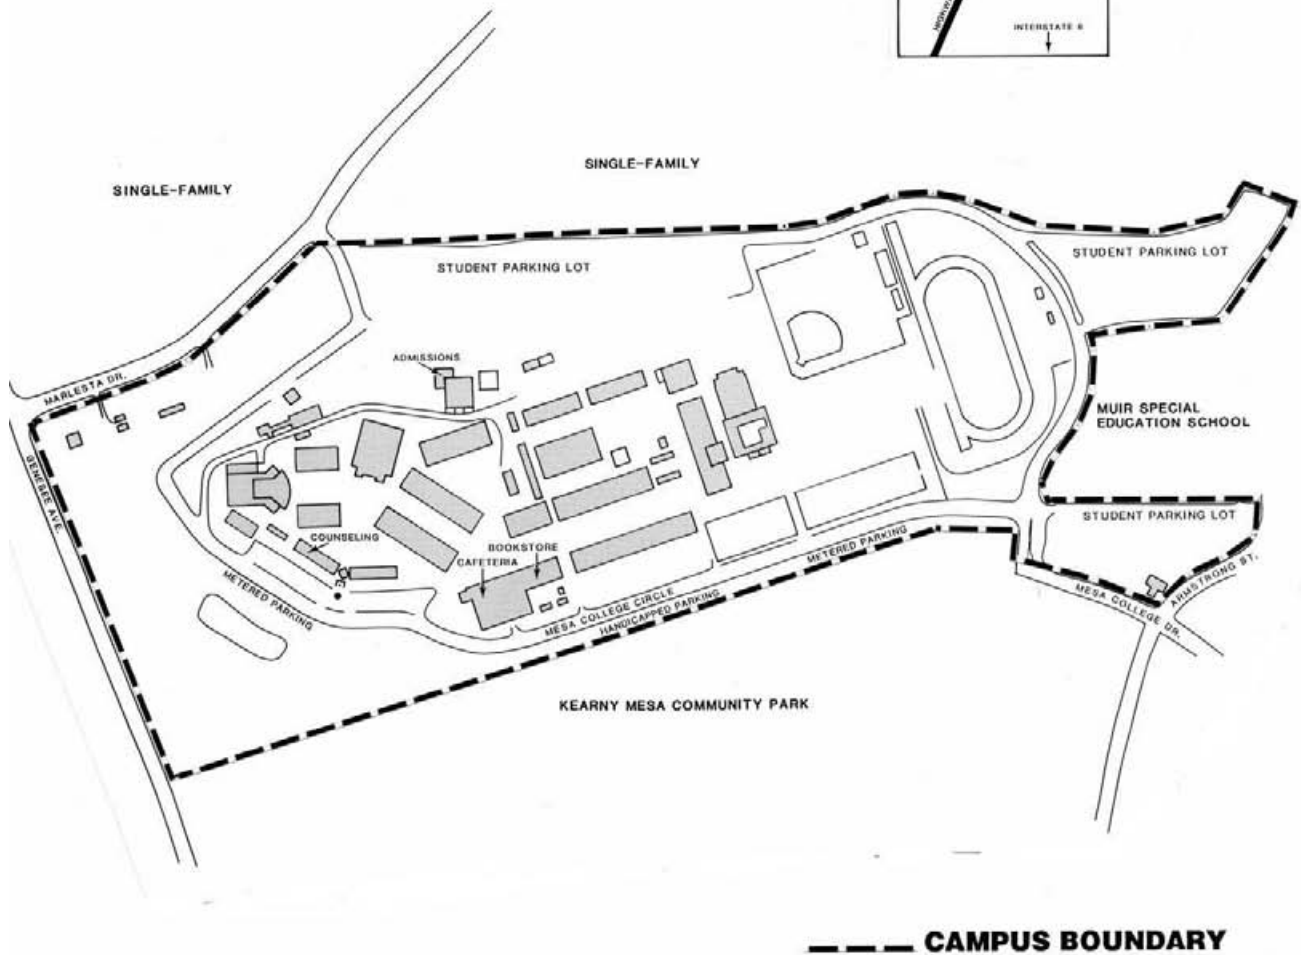 INTERSTATE 8
SINGLE-FAMILY
SINGLE-FAMILY
STUDENT PARKING LOT
STUDENT PARKING LOT
ADMISSIONS
MARLESTA DR.
MUIR SPECIAL
EDUCATION SCHOOL
GENESEE AVE.
STUDENT PARKING LOT
COUNSELING
BOOKSTORE
CAFETERIA
METERED PARKING
METERED PARKING
MESA COLLEGE CIRCLE
HANDICAPPED PARKING
MESA COLLEGE DR.
ARMSTRONG ST.
KEARNY MESA COMMUNITY PARK
CAMPUS BOUNDARY